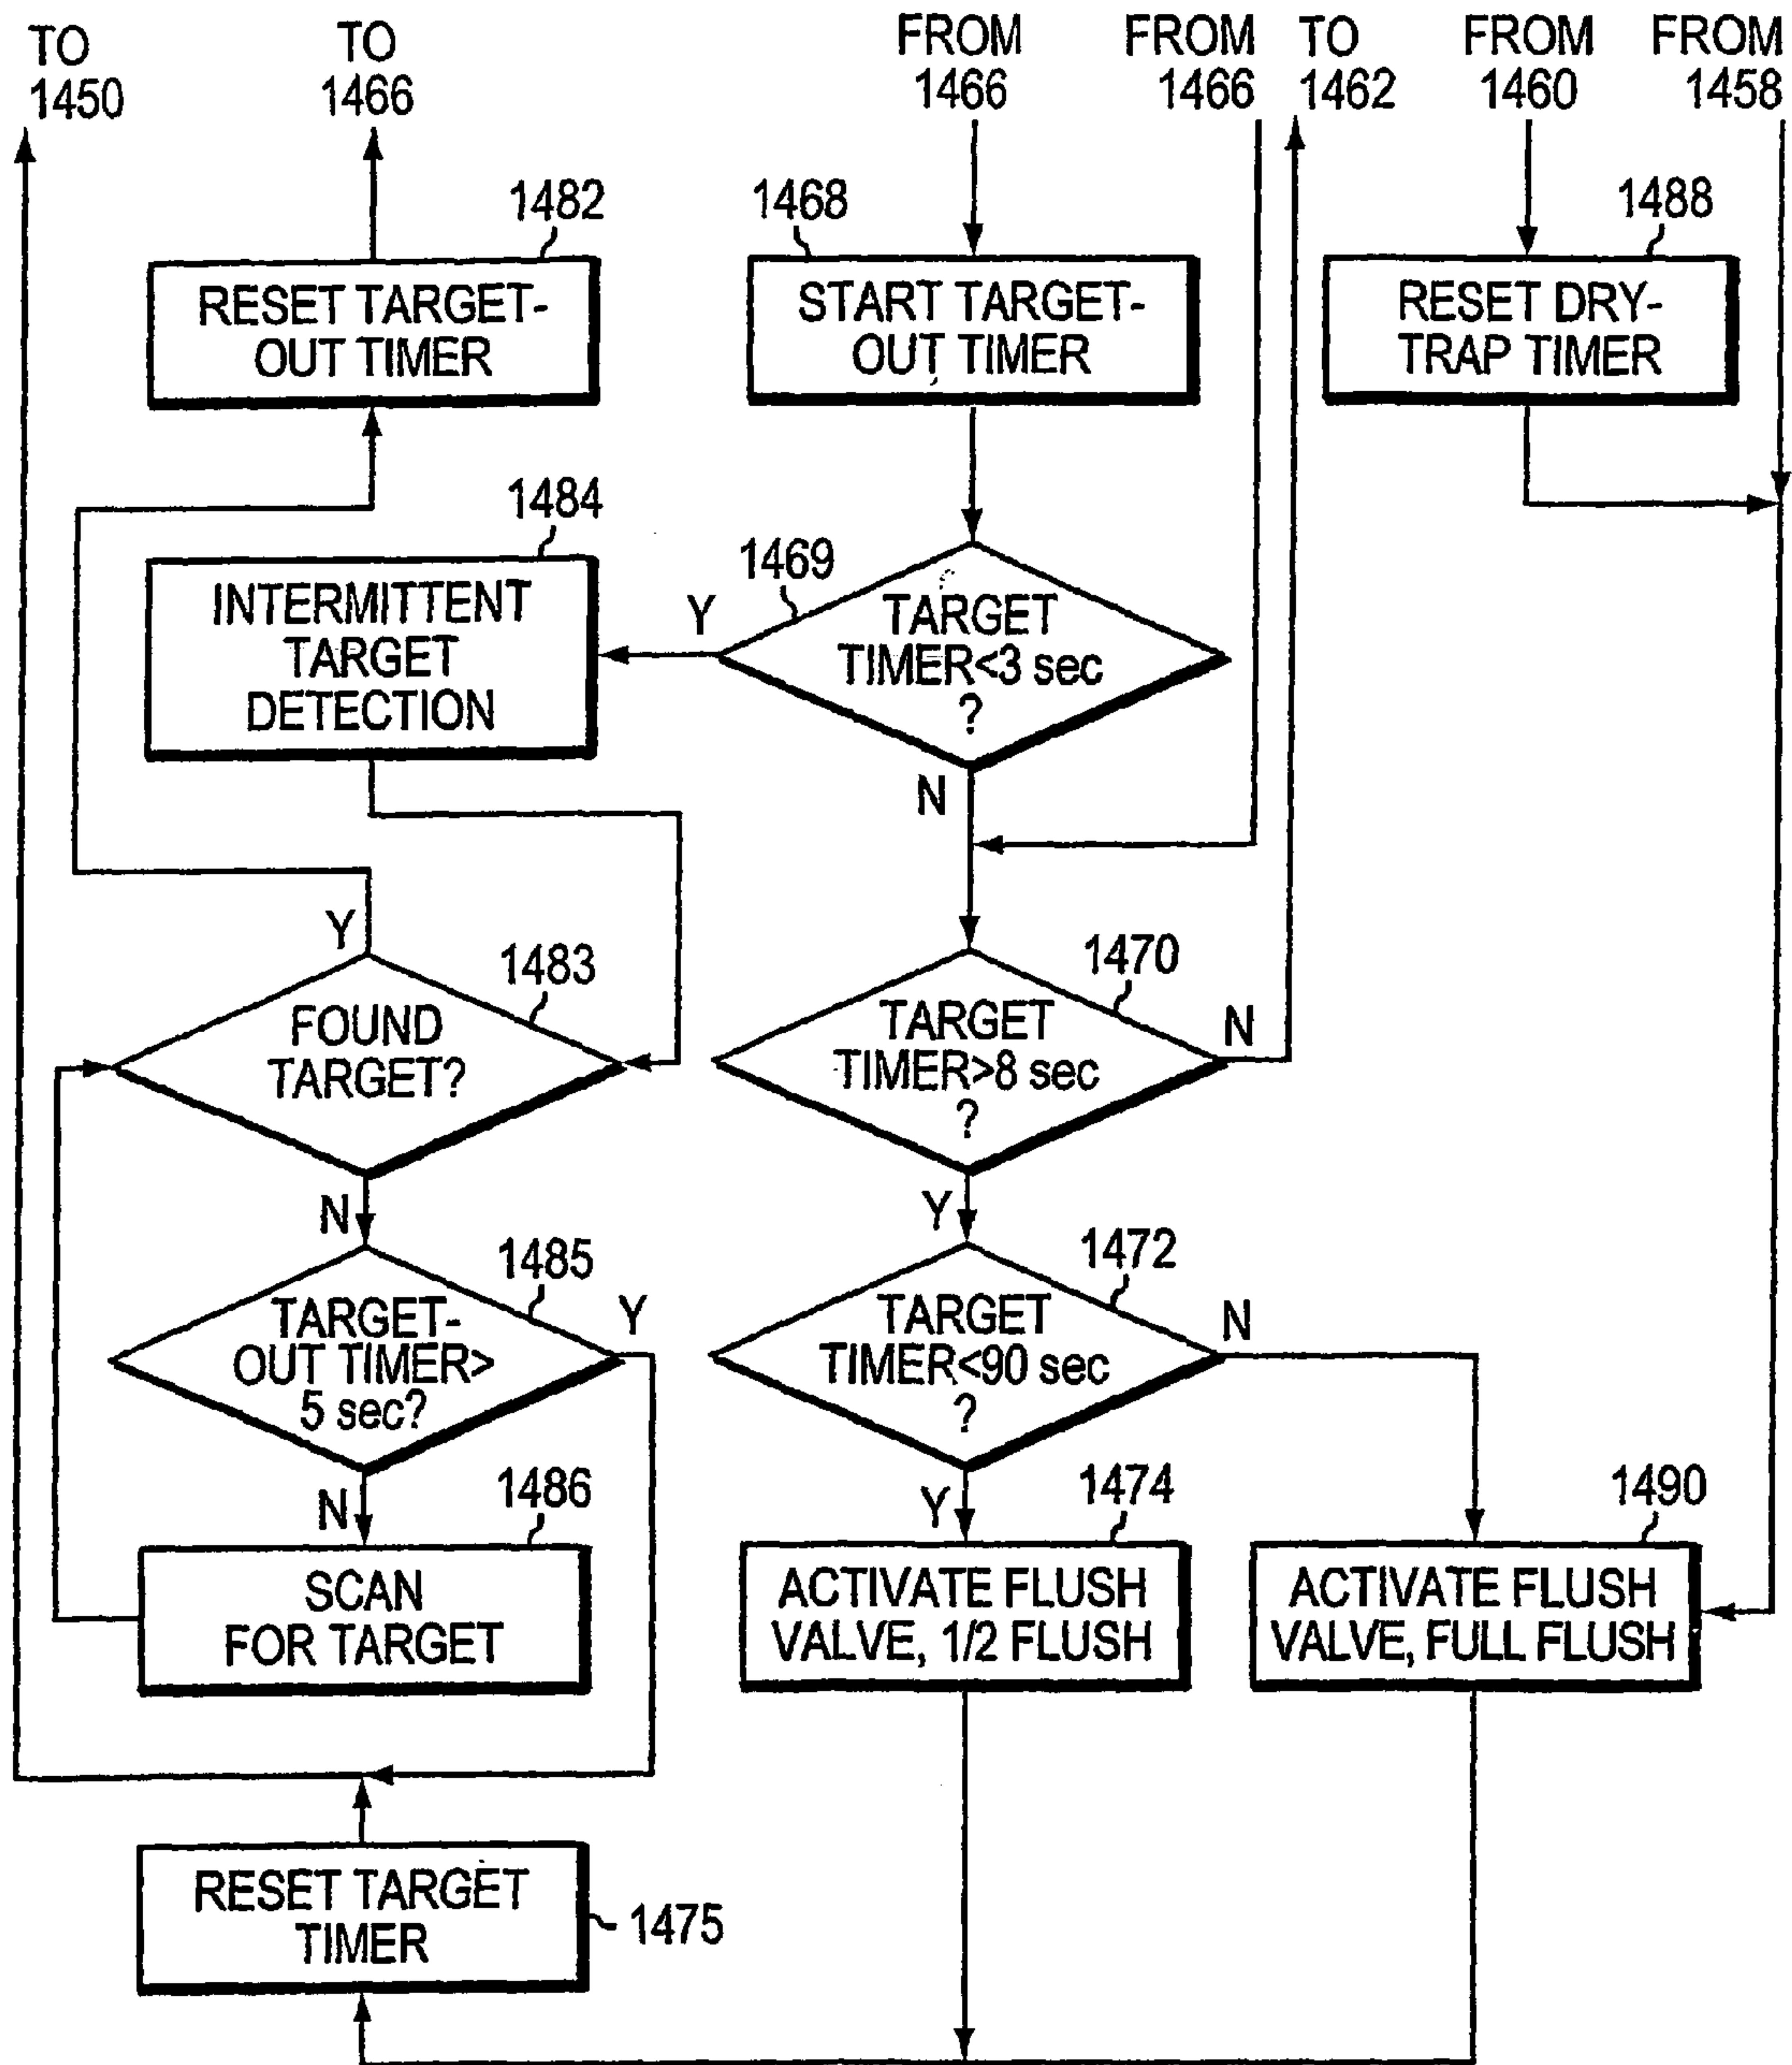 TO
1450
TO
1466
FROM
1466
FROM
1466
TO
1462
FROM
1460
FROM
1458
1482
RESET TARGET-
OUT TIMER
1468
START TARGET-
OUT TIMER
1488
RESET DRY-
TRAP TIMER
1484
INTERMITTENT
TARGET
DETECTION
1469
TARGET
TIMER<3 sec
?
Y
N
1483
FOUND
TARGET?
Y
N
1470
TARGET
TIMER>8 sec
?
N
Y
1485
TARGET-
OUT TIMER>
5 sec?
Y
N
1472
TARGET
TIMER<90 sec
?
N
Y
1486
SCAN
FOR TARGET
1474
ACTIVATE FLUSH
VALVE, 1/2 FLUSH
1490
ACTIVATE FLUSH
VALVE, FULL FLUSH
RESET TARGET
TIMER
1475